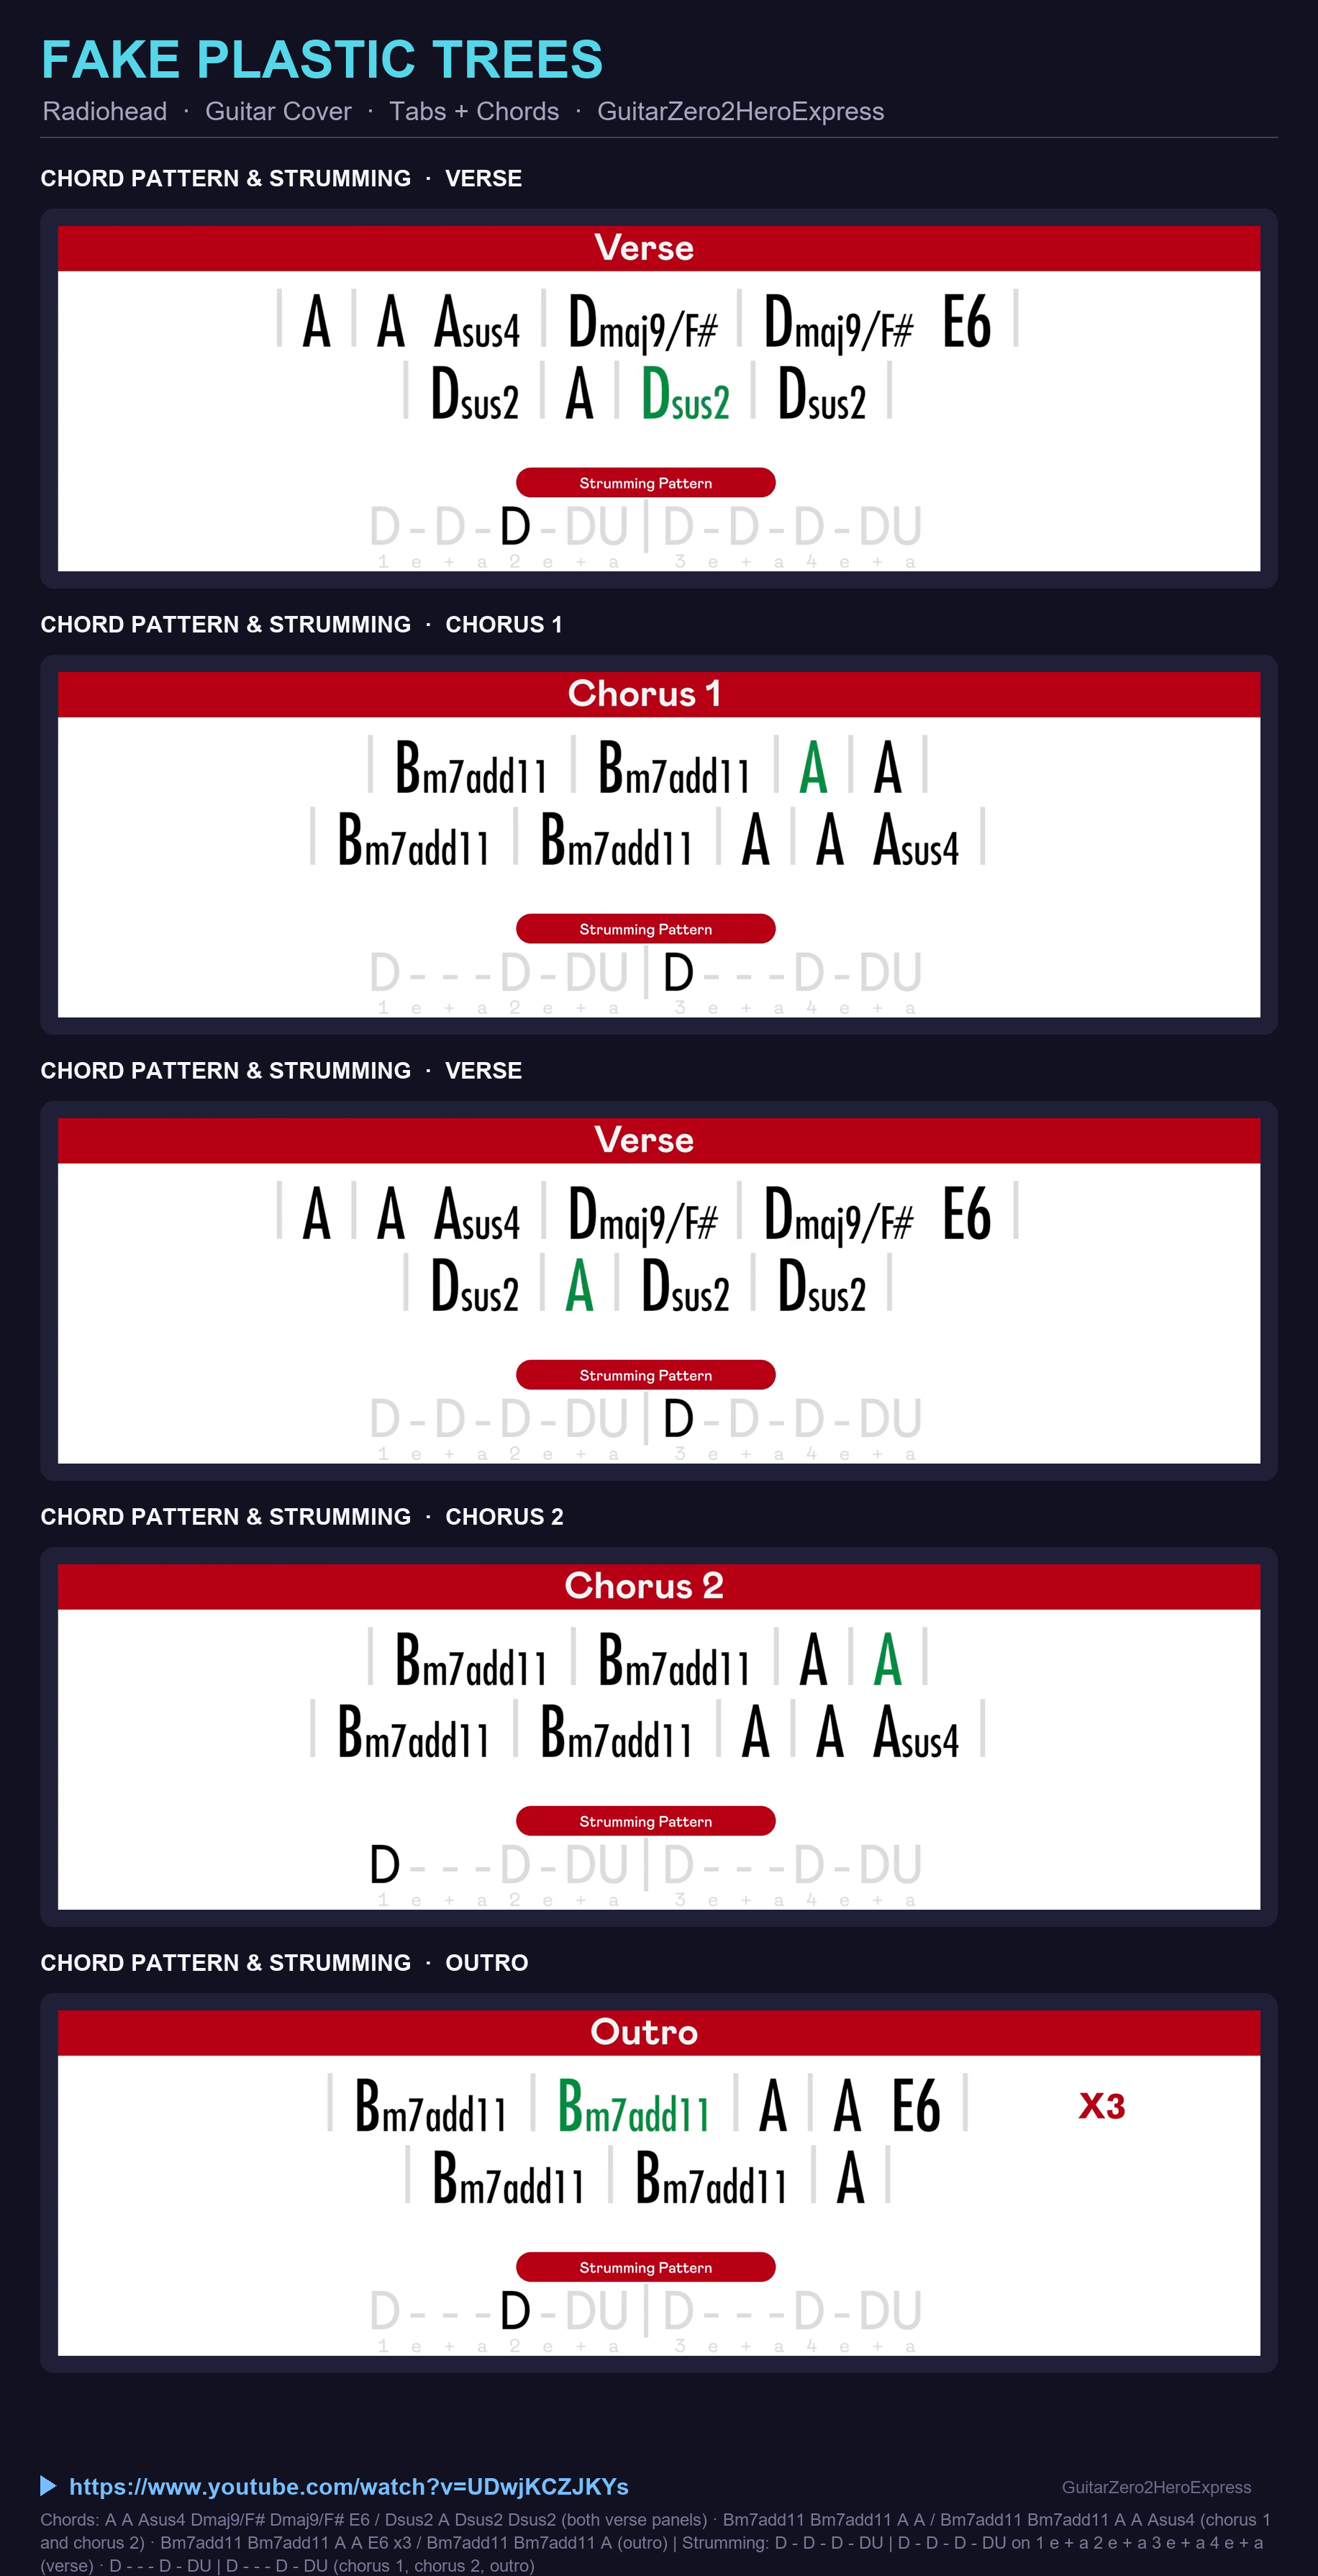 FAKE PLASTIC TREES
Radiohead · Guitar Cover · Tabs + Chords · GuitarZero2HeroExpress
CHORD PATTERN & STRUMMING · VERSE
Verse
| A | A Asus4 | Dmaj9/F# | Dmaj9/F# E6 |
| Dsus2 | A | Dsus2 | Dsus2 |
Strumming Pattern
D-D-D-DU|D-D-D-DU
1 e + a 2 e + a 3 e + a 4 e + a
CHORD PATTERN & STRUMMING · CHORUS 1
Chorus 1
| Bm7add11 | Bm7add11 | A | A |
| Bm7add11 | Bm7add11 | A | A Asus4 |
Strumming Pattern
D---D-DU|D---D-DU
1 e + a 2 e + a 3 e + a 4 e + a
CHORD PATTERN & STRUMMING · VERSE
Verse
| A | A Asus4 | Dmaj9/F# | Dmaj9/F# E6 |
| Dsus2 | A | Dsus2 | Dsus2 |
Strumming Pattern
D-D-D-DU|D-D-D-DU
1 e + a 2 e + a 3 e + a 4 e + a
CHORD PATTERN & STRUMMING · CHORUS 2
Chorus 2
| Bm7add11 | Bm7add11 | A | A |
| Bm7add11 | Bm7add11 | A | A Asus4 |
Strumming Pattern
D---D-DU|D---D-DU
1 e + a 2 e + a 3 e + a 4 e + a
CHORD PATTERN & STRUMMING · OUTRO
Outro
| Bm7add11 | Bm7add11 | A | A E6 | X3
| Bm7add11 | Bm7add11 | A |
Strumming Pattern
D---D-DU|D---D-DU
1 e + a 2 e + a 3 e + a 4 e + a
https://www.youtube.com/watch?v=UDwjKCZJKYs GuitarZero2HeroExpress
Chords: A A Asus4 Dmaj9/F# Dmaj9/F# E6 / Dsus2 A Dsus2 Dsus2 (both verse panels) · Bm7add11 Bm7add11 A A / Bm7add11 Bm7add11 A A Asus4 (chorus 1
and chorus 2) · Bm7add11 Bm7add11 A A E6 x3 / Bm7add11 Bm7add11 A (outro) | Strumming: D - D - D - DU | D - D - D - DU on 1 e + a 2 e + a 3 e + a 4 e + a
(verse) · D - - - D - DU | D - - - D - DU (chorus 1, chorus 2, outro)